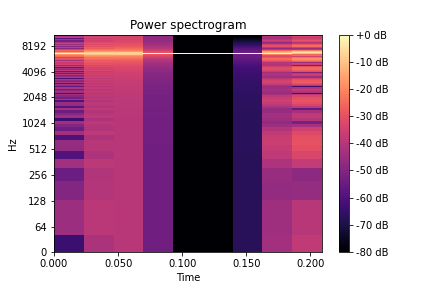 Power spectrogram
8192
4096
2048
1024
512
256
128
64
0
Hz
0.000 0.050 0.100 0.150 0.200
Time
+0 dB
-10 dB
-20 dB
-30 dB
-40 dB
-50 dB
-60 dB
-70 dB
-80 dB